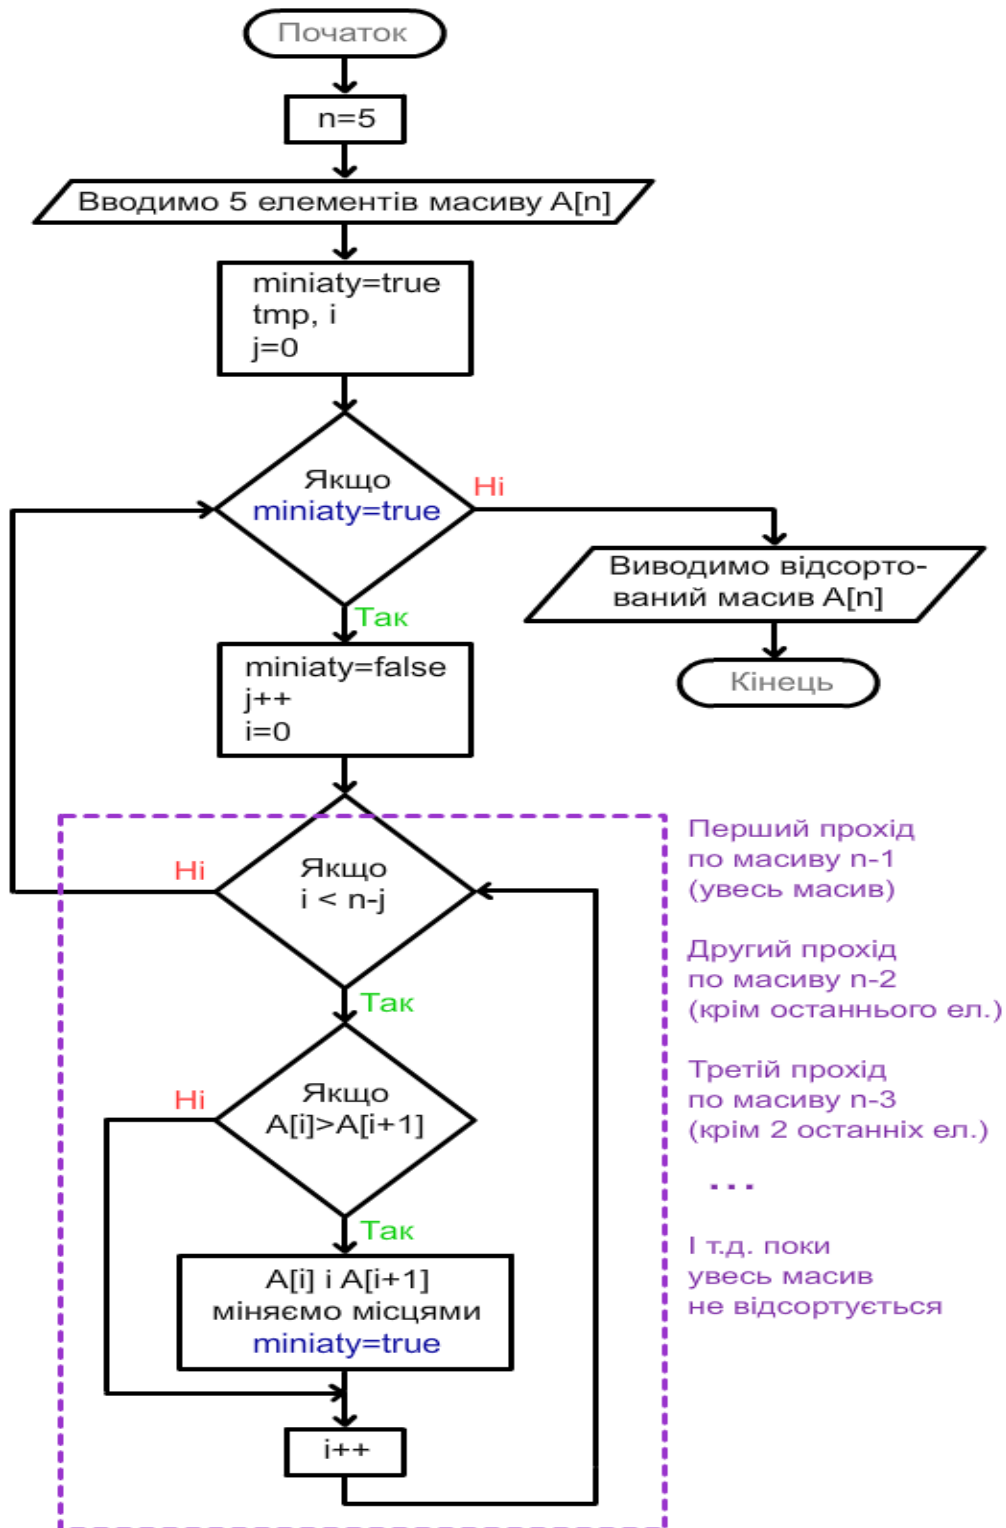 Початок
n=5
Вводимо 5 елементів масиву A[n]
miniaty=true
tmp, i
j=0
Якщо
miniaty=true
Ні
Так
Виводимо відсорто-
ваний масив A[n]
Кінець
miniaty=false
j++
i=0
Якщо
i < n-j
Ні
Так
Перший прохід
по масиву n-1
(увесь масив)
Другий прохід
по масиву n-2
(крім останнього ел.)
Третій прохід
по масиву n-3
(крім 2 останніх ел.)
...
І т.д. поки
увесь масив
не відсортується
Якщо
A[i]>A[i+1]
Ні
Так
A[i] і A[i+1]
міняємо місцями
miniaty=true
i++